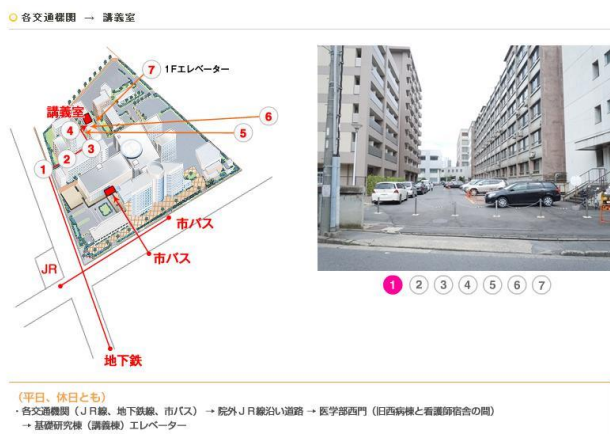 各交通機関 → 講義室
7 1Fエレベーター
講義室
6
4
5
3
2
1
市バス
市バス
JR
地下鉄
1 2 3 4 5 6 7
(平日、休日とも)
・各交通機関(JR線、地下鉄線、市バス) → 院外JR線沿い道路 → 医学部西門(旧西病棟と看護師宿舎の間)
→ 基礎研究棟(講義棟)エレベーター